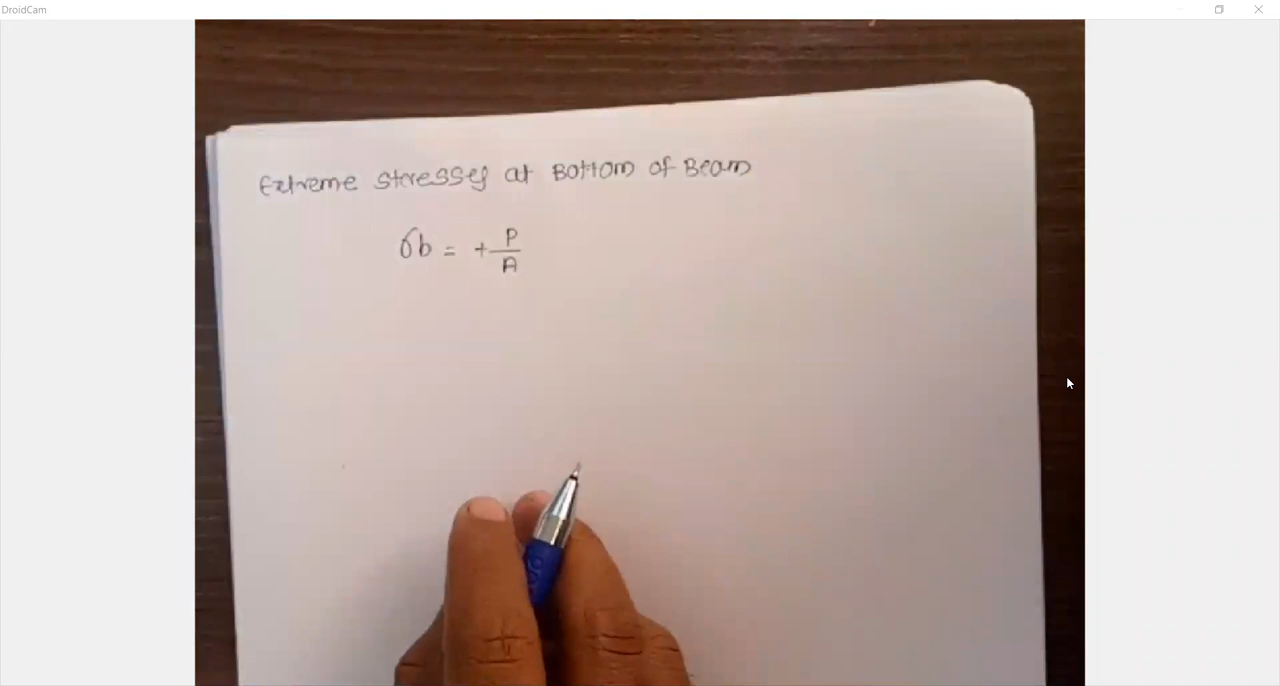 DroidCam
Extreme stresses at Bottom of Beam
σb = + P/A